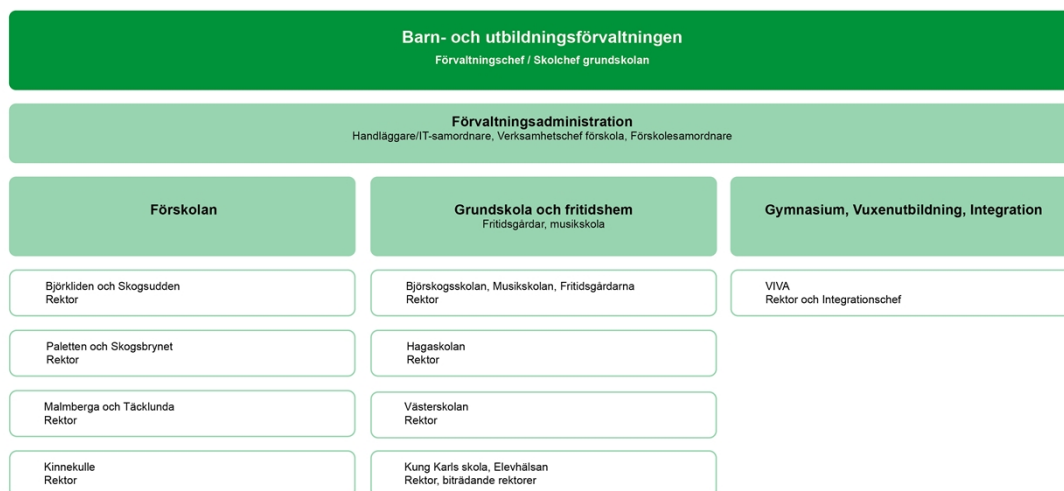 Barn- och utbildningsförvaltningen
Förvaltningschef / Skolchef grundskolan
Förvaltningsadministration
Handläggare/IT-samordnare, Verksamhetschef förskola, Förskolesamordnare
Förskolan
Björkliden och Skogsudden
Rektor
Paletten och Skogsbrynet
Rektor
Malmberga och Täcklunda
Rektor
Kinnekulle
Rektor
Grundskola och fritidshem
Fritidsgårdar, musikskola
Björskogsskolan, Musikskolan, Fritidsgårdarna
Rektor
Hagaskolan
Rektor
Västerskolan
Rektor
Kung Karls skola, Elevhälsan
Rektor, biträdande rektorer
Gymnasium, Vuxenutbildning, Integration
VIVA
Rektor och Integrationschef